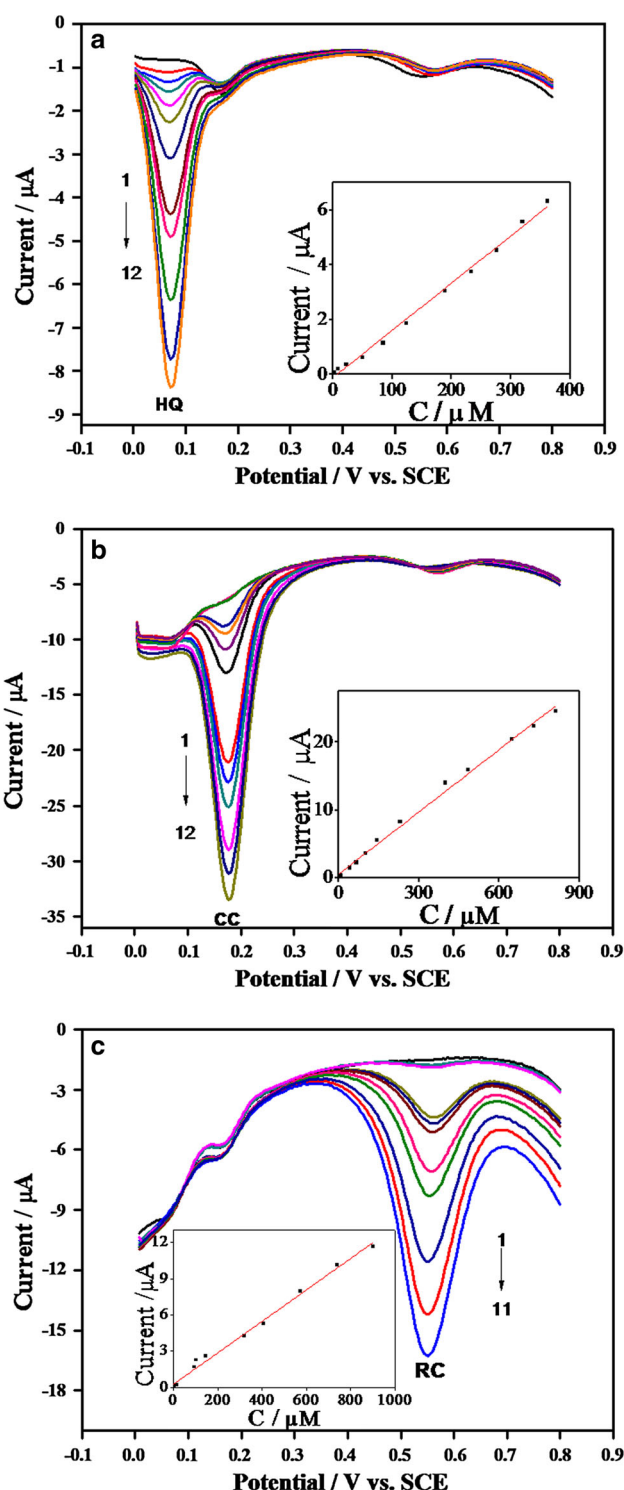 a
-1
-2
-3
-4
-5
-6
-7
-8
-9
Current / µA
1
12
HQ
6
4
2
0
Current / µA
0 100 200 300 400
C / µ M
-0.1 0.0 0.1 0.2 0.3 0.4 0.5 0.6 0.7 0.8 0.9
Potential / V vs. SCE
b
0
-5
-10
-15
-20
-25
-30
-35
Current / µA
1
12
CC
20
10
0
Current / µA
0 300 600 900
C / µM
-0.1 0.0 0.1 0.2 0.3 0.4 0.5 0.6 0.7 0.8 0.9
Potential / V vs. SCE
c
0
-3
-6
-9
-12
-15
-18
Current / µA
1
11
RC
12
9
6
3
0
Current /µA
0 200 400 600 800 1000
C / µM
-0.1 0.0 0.1 0.2 0.3 0.4 0.5 0.6 0.7 0.8 0.9
Potential / V vs. SCE